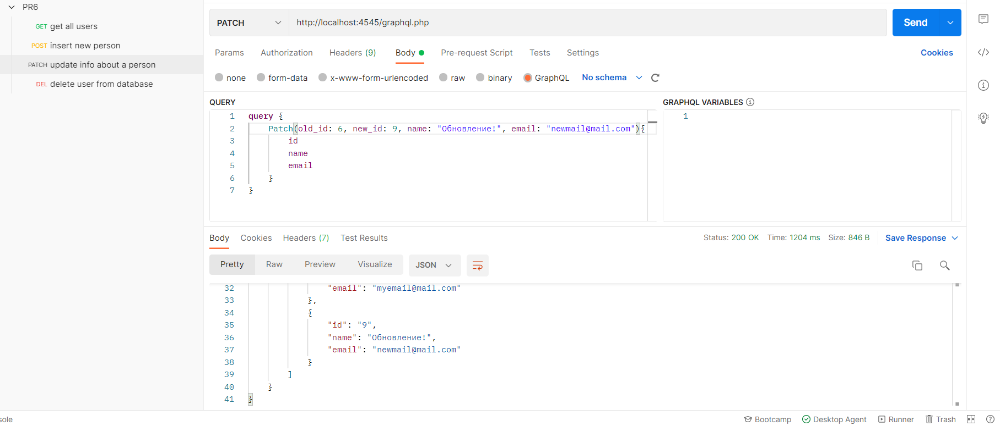 PR6
GET get all users
POST insert new person
PATCH update info about a person
DEL delete user from database
PATCH http://localhost:4545/graphql.php Send
Params Authorization Headers (9) Body Pre-request Script Tests Settings Cookies
none form-data x-www-form-urlencoded raw binary GraphQL No schema
QUERY
1 query {
2 Patch(old_id: 6, new_id: 9, name: "Обновление!", email: "newmail@mail.com"){
3 id
4 name
5 email
6 }
7 }
GRAPHQL VARIABLES
1
Body Cookies Headers (7) Test Results Status: 200 OK Time: 1204 ms Size: 846 B Save Response
Pretty Raw Preview Visualize JSON
32 "email": "myemail@mail.com"
33 },
34 {
35 "id": "9",
36 "name": "Обновление!",
37 "email": "newmail@mail.com"
38 }
39 ]
40 }
41 }
sole Bootcamp Desktop Agent Runner Trash